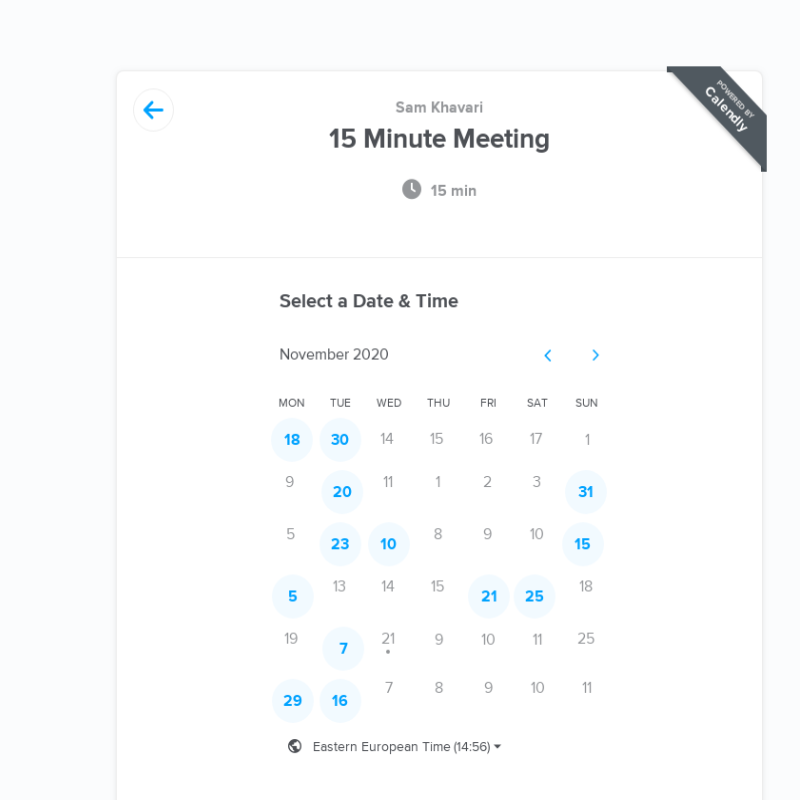 POWERED BY
Calendly
Sam Khavari
15 Minute Meeting
15 min
Select a Date & Time
November 2020
MON TUE WED THU FRI SAT SUN
18 30 14 15 16 17 1
9 20 11 1 2 3 31
5 23 10 8 9 10 15
5 13 14 15 21 25 18
19 7 21 9 10 11 25
29 16 7 8 9 10 11
Eastern European Time (14:56)